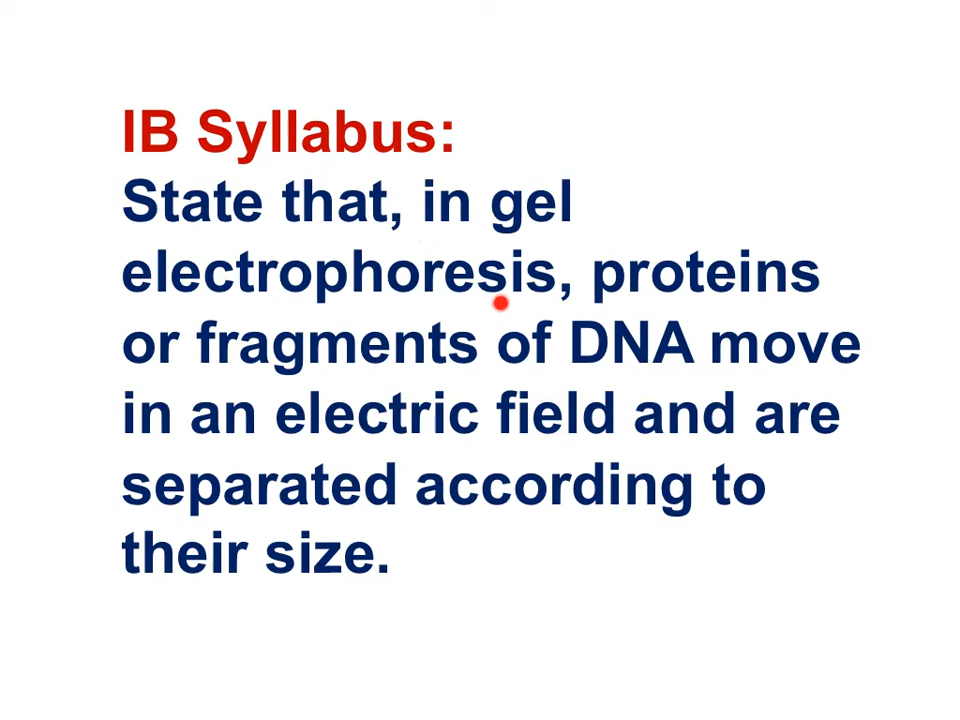 IB Syllabus:
State that, in gel
electrophoresis, proteins
or fragments of DNA move
in an electric field and are
separated according to
their size.